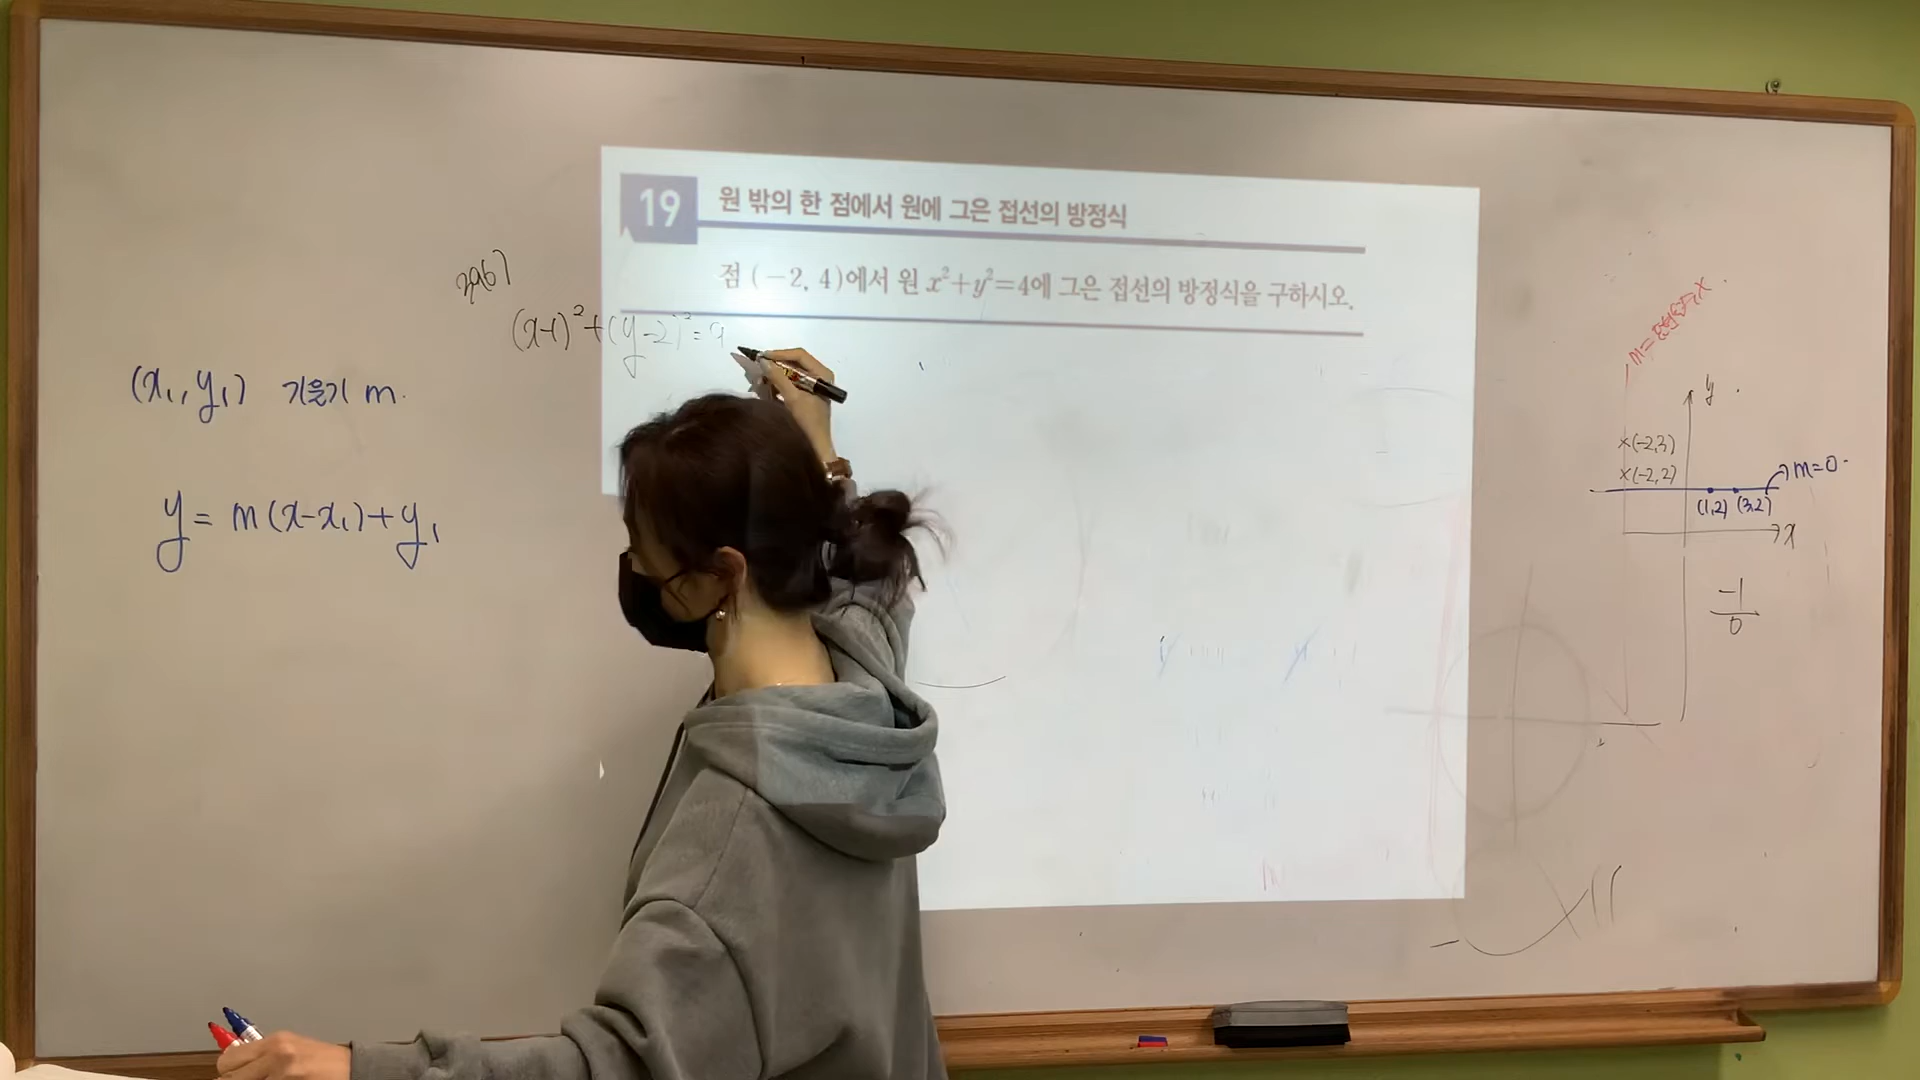 19 원 밖의 한 점에서 원에 그은 접선의 방정식
점 (-2, 4)에서 원 x²+y²=4에 그은 접선의 방정식을 구하시오.
(x-1)²+(y-2)²=9
(x₁, y₁) 기울기 m.
y = m(x-x₁)+y₁
y
x(-2,3)
x(-2,2)
m=0
(1,2) (3,2)
x
-1
0